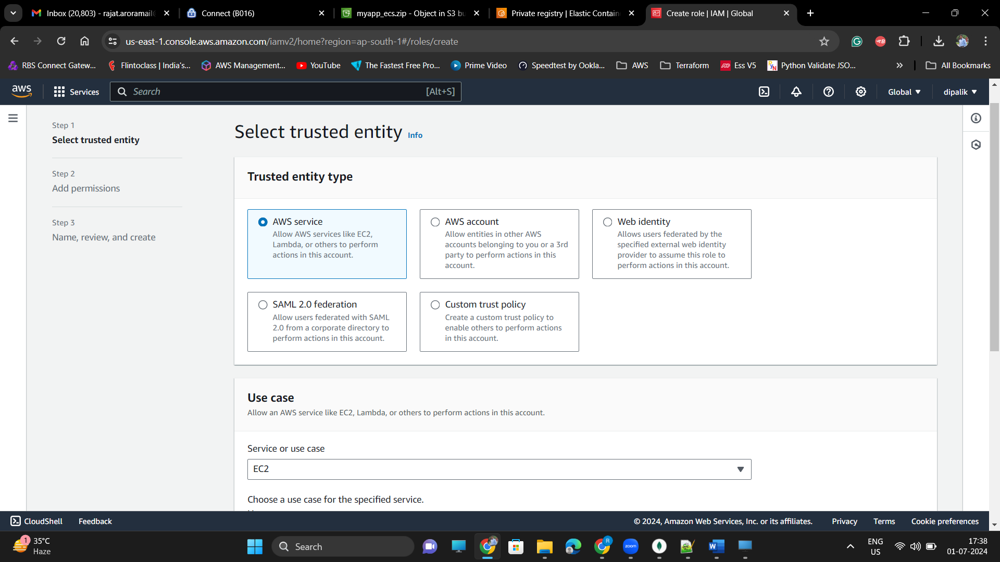 Inbox (20,803) - rajat.aroramail
Connect (B016)
myapp_ecs.zip - Object in S3 bu
Private registry | Elastic Contain
Create role | IAM | Global
us-east-1.console.aws.amazon.com/iamv2/home?region=ap-south-1#/roles/create
RBS Connect Gatew...
Flintoclass | India's...
AWS Management...
YouTube
The Fastest Free Pro...
Prime Video
Speedtest by Ookla...
AWS
Terraform
Ess V5
Python Validate JSO...
All Bookmarks
aws
Services
Search
[Alt+S]
Global
dipalik
Step 1
Select trusted entity
Step 2
Add permissions
Step 3
Name, review, and create
Select trusted entity Info
Trusted entity type
AWS service
Allow AWS services like EC2,
Lambda, or others to perform
actions in this account.
AWS account
Allow entities in other AWS
accounts belonging to you or a 3rd
party to perform actions in this
account.
Web identity
Allows users federated by the
specified external web identity
provider to assume this role to
perform actions in this account.
SAML 2.0 federation
Allow users federated with SAML
2.0 from a corporate directory to
perform actions in this account.
Custom trust policy
Create a custom trust policy to
enable others to perform actions
in this account.
Use case
Allow an AWS service like EC2, Lambda, or others to perform actions in this account.
Service or use case
EC2
Choose a use case for the specified service.
CloudShell
Feedback
© 2024, Amazon Web Services, Inc. or its affiliates.
Privacy
Terms
Cookie preferences
1
35°C
Haze
Search
R
zoom
W
ENG
US
17:38
01-07-2024